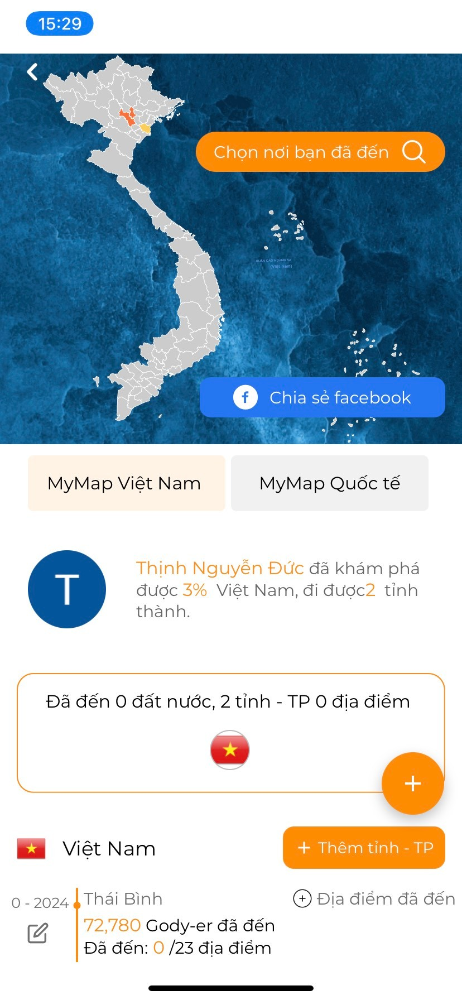 15:29
Chọn nơi bạn đã đến
QUẦN ĐẢO HOÀNG SA
(Việt Nam)
f Chia sẻ facebook
MyMap Việt Nam
MyMap Quốc tế
T
Thịnh Nguyễn Đức đã khám phá
được 3% Việt Nam, đi được2 tỉnh
thành.
Đã đến 0 đất nước, 2 tỉnh - TP 0 địa điểm
+
Việt Nam
+ Thêm tỉnh - TP
0 - 2024
Thái Bình
+ Địa điểm đã đến
72,780 Gody-er đã đến
Đã đến: 0 /23 địa điểm